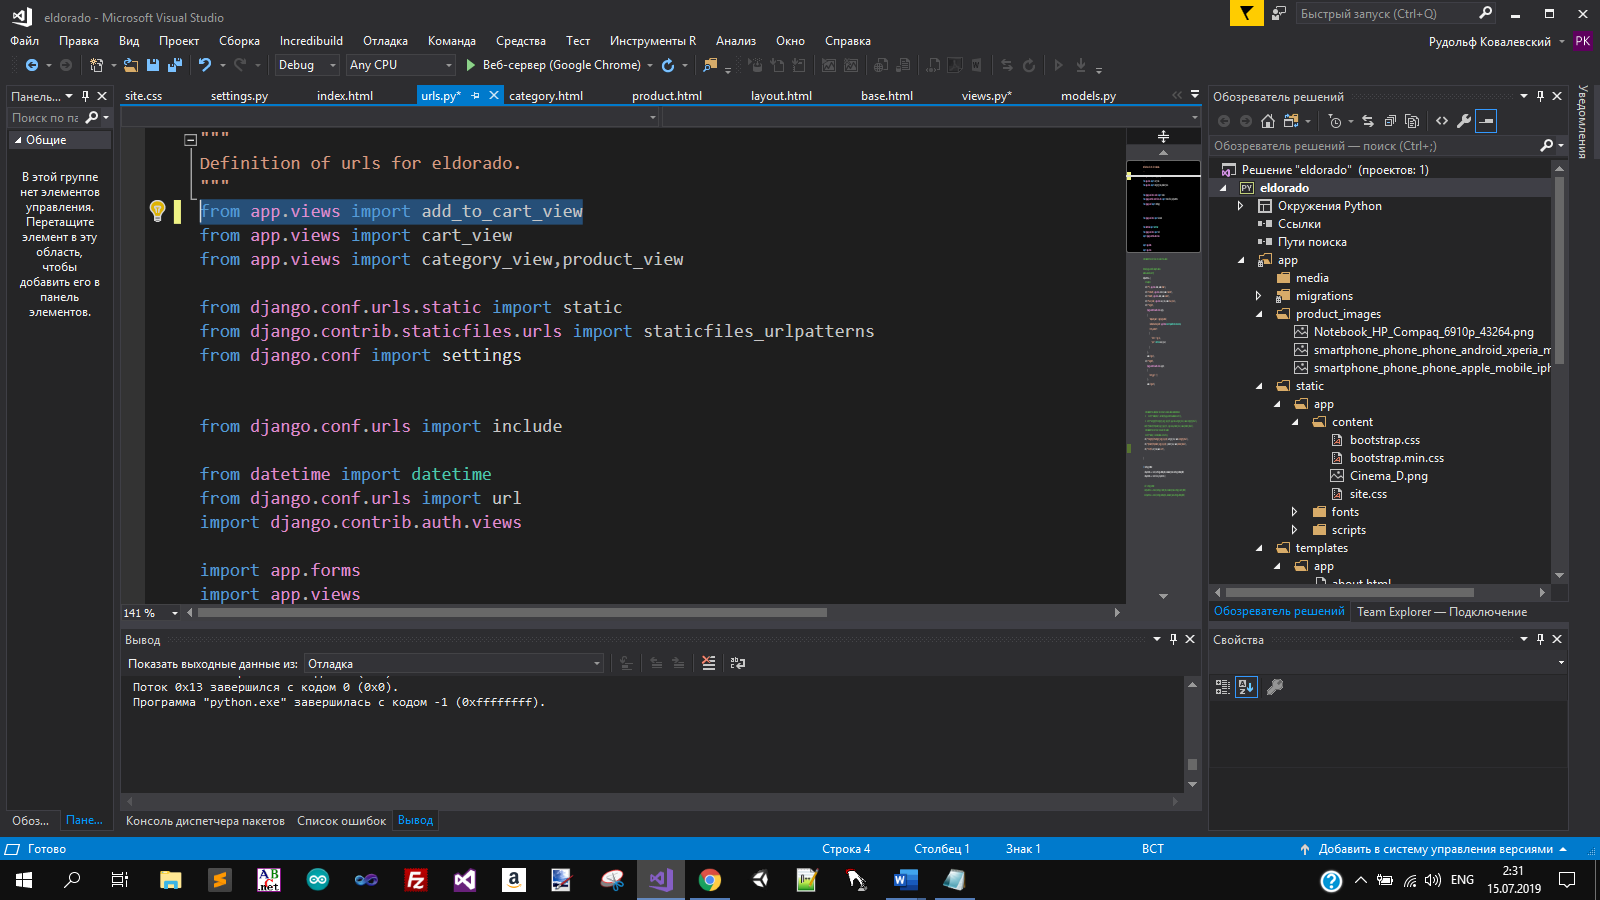 eldorado - Microsoft Visual Studio
Быстрый запуск (Ctrl+Q)
Файл Правка Вид Проект Сборка Incredibuild Отладка Команда Средства Тест Инструменты R Анализ Окно Справка
Рудольф Ковалевский PK
Debug Any CPU Веб-сервер (Google Chrome)
Панель...
Поиск по па
Общие
В этой группе
нет элементов
управления.
Перетащите
элемент в эту
область,
чтобы
добавить его в
панель
элементов.
Обоз... Пане...
site.css settings.py index.html urls.py* category.html product.html layout.html base.html views.py* models.py
"""
Definition of urls for eldorado.
"""
from app.views import add_to_cart_view
from app.views import cart_view
from app.views import category_view,product_view
from django.conf.urls.static import static
from django.contrib.staticfiles.urls import staticfiles_urlpatterns
from django.conf import settings
from django.conf.urls import include
from datetime import datetime
from django.conf.urls import url
import django.contrib.auth.views
import app.forms
import app.views
141 %
Вывод
Показать выходные данные из: Отладка
Поток 0x13 завершился с кодом 0 (0x0).
Программа "python.exe" завершилась с кодом -1 (0xffffffff).
Консоль диспетчера пакетов Список ошибок Вывод
Обозреватель решений
Обозреватель решений — поиск (Ctrl+;)
Решение "eldorado" (проектов: 1)
PY eldorado
Окружения Python
Ссылки
Пути поиска
app
media
migrations
product_images
Notebook_HP_Compaq_6910p_43264.png
smartphone_phone_phone_android_xperia_m
smartphone_phone_phone_apple_mobile_iph
static
app
content
bootstrap.css
bootstrap.min.css
Cinema_D.png
site.css
fonts
scripts
templates
app
about.html
Обозреватель решений Team Explorer — Подключение
Свойства
Уведомления
Готово Строка 4 Столбец 1 Знак 1 ВСТ Добавить в систему управления версиями
ENG
2:31
15.07.2019